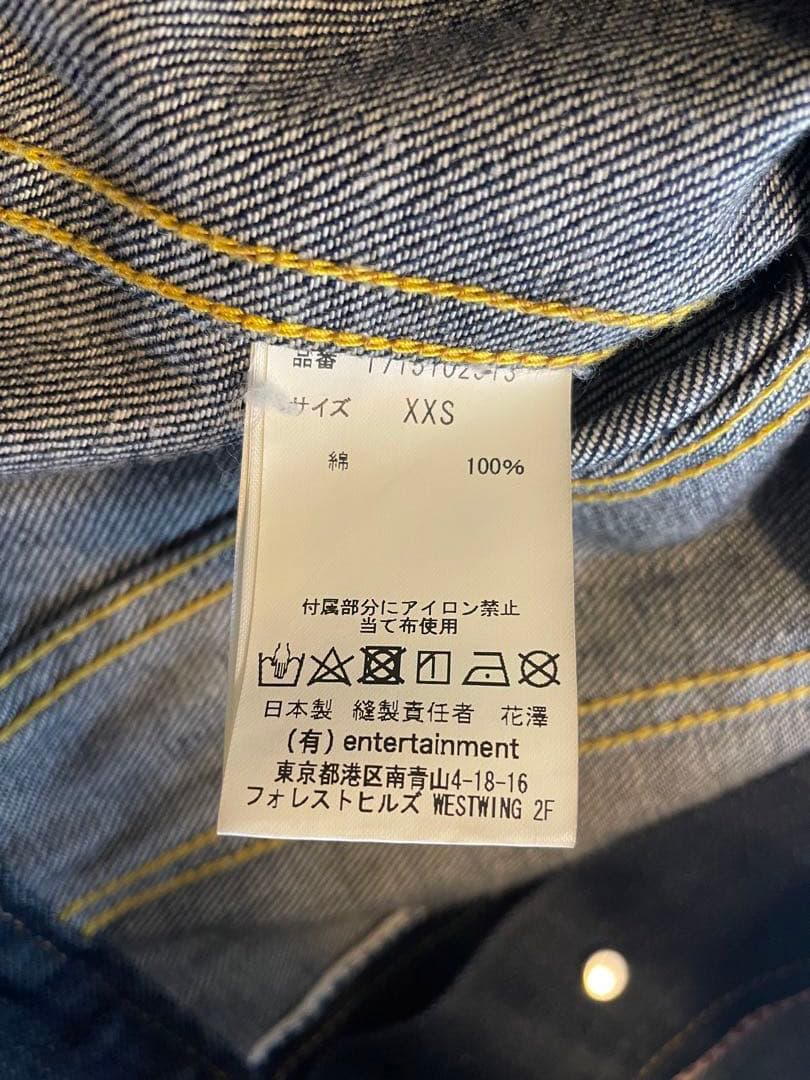 品番
サイズ XXS
綿 100%
付属部分にアイロン禁止
当て布使用
日本製 縫製責任者 花澤
(有) entertainment
東京都港区南青山4-18-16
フォレストヒルズ WESTWING 2F